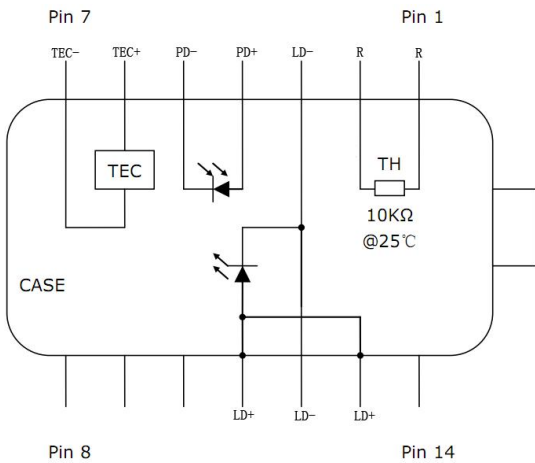 Pin 7 Pin 1
TEC- TEC+ PD- PD+ LD- R R
TEC
TH
10KΩ
@25℃
CASE
LD+ LD- LD+
Pin 8 Pin 14